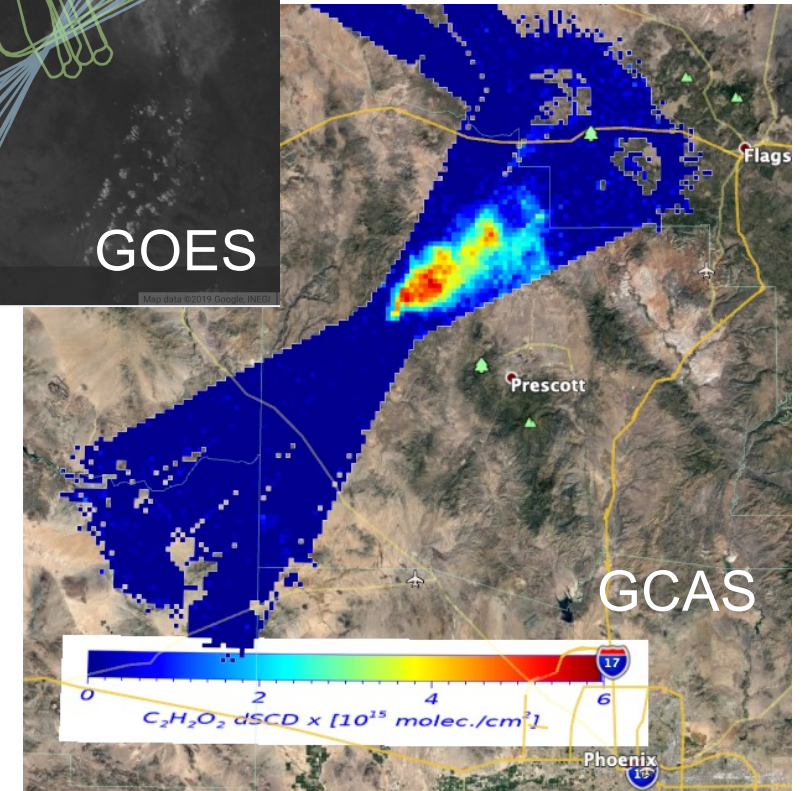 GOES
Map data ©2019 Google, INEGI
Flags
Prescott
GCAS
17
0 2 4 6
C₂H₂O₂ dSCD x [10¹⁵ molec./cm²]
Phoenix